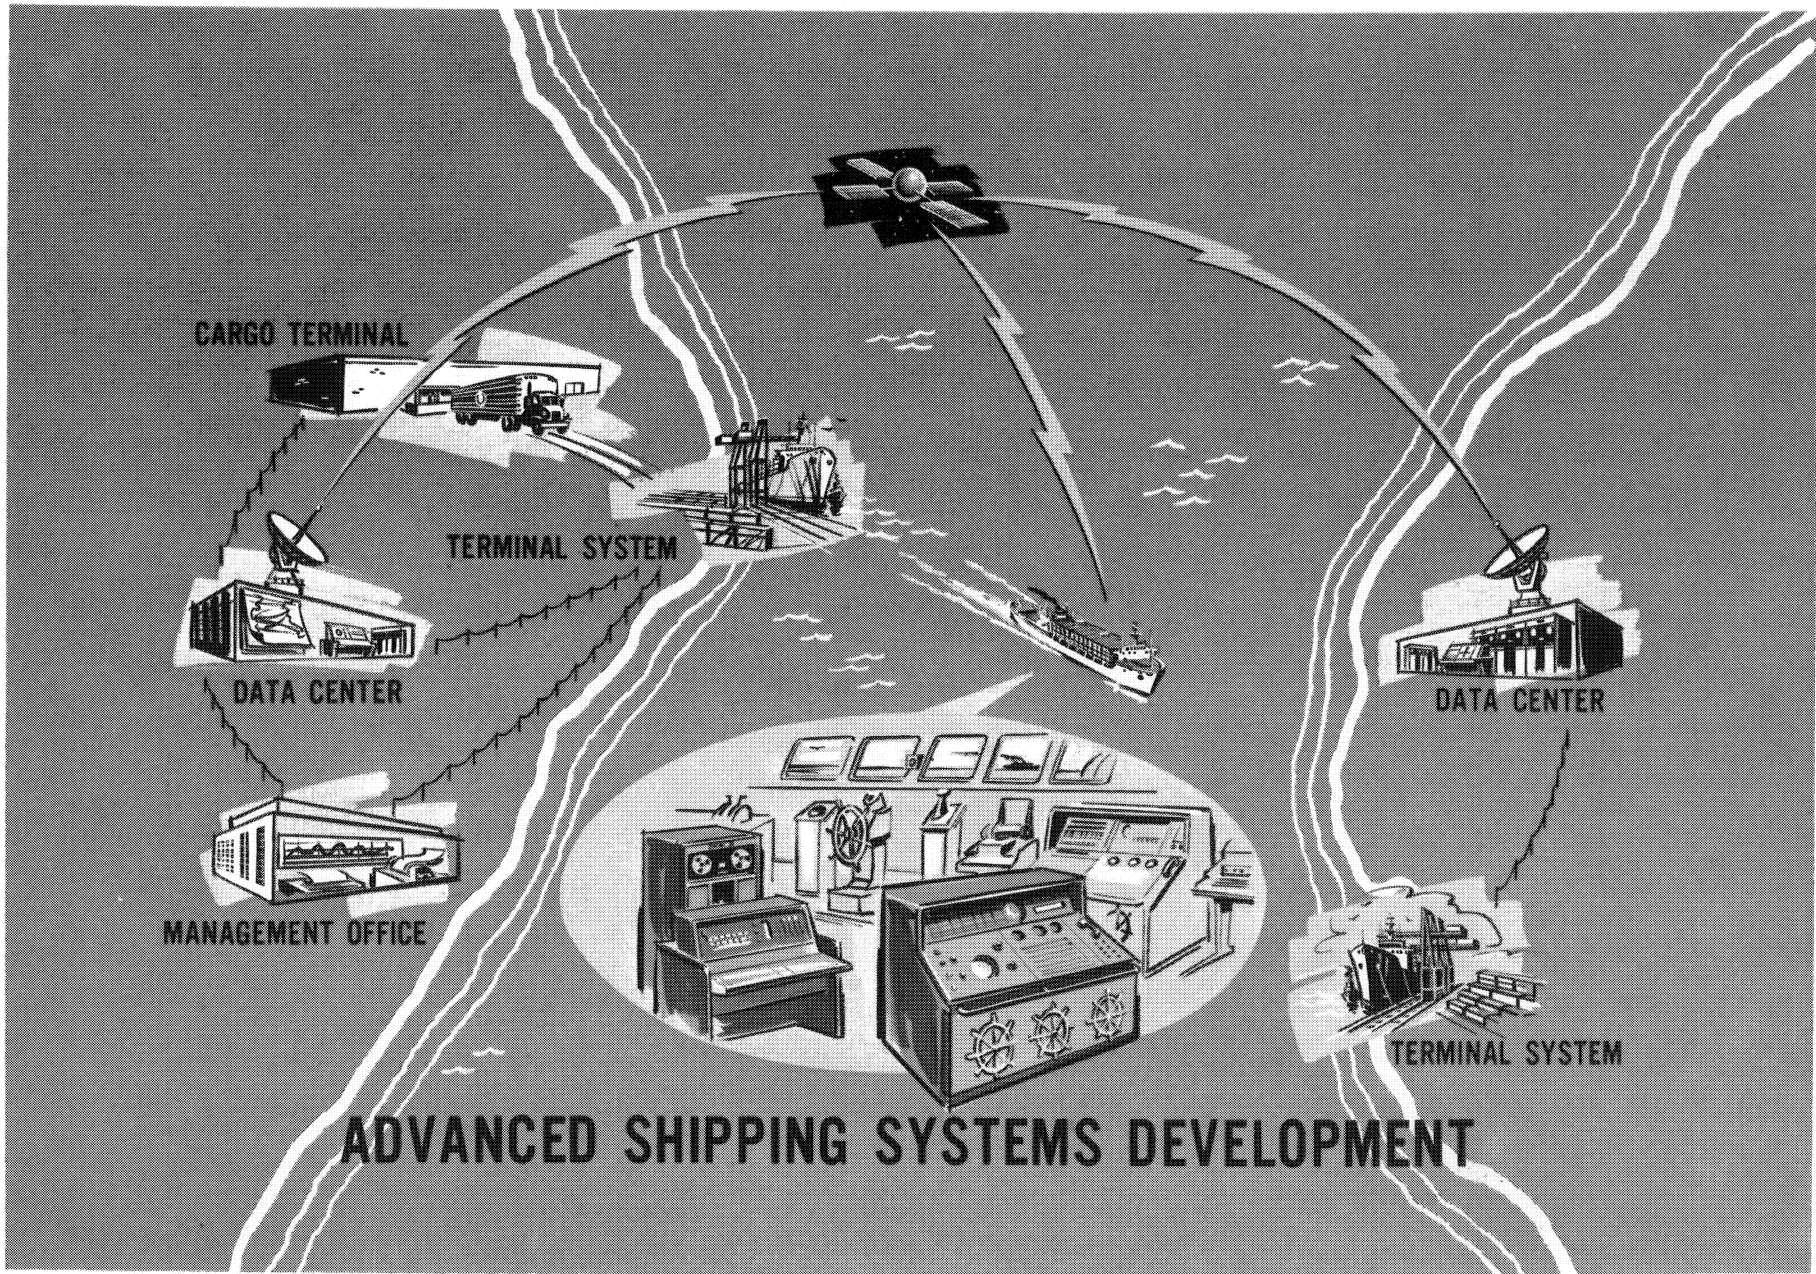 CARGO TERMINAL
TERMINAL SYSTEM
DATA CENTER
DATA CENTER
MANAGEMENT OFFICE
TERMINAL SYSTEM
ADVANCED SHIPPING SYSTEMS DEVELOPMENT